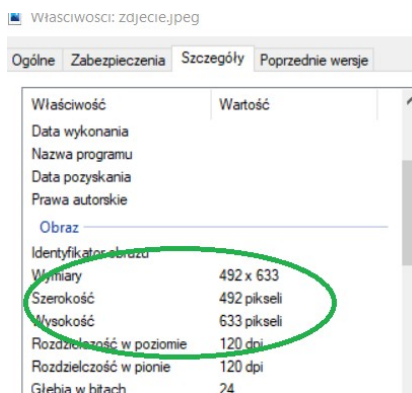 Właściwości: zdjecie.jpeg
Ogólne Zabezpieczenia Szczegóły Poprzednie wersje
Właściwość Wartość
Data wykonania
Nazwa programu
Data pozyskania
Prawa autorskie
Obraz
Identyfikator obrazu
Wymiary 492 x 633
Szerokość 492 pikseli
Wysokość 633 pikseli
Rozdzielczość w poziomie 120 dpi
Rozdzielczość w pionie 120 dpi
Głębia w bitach 24